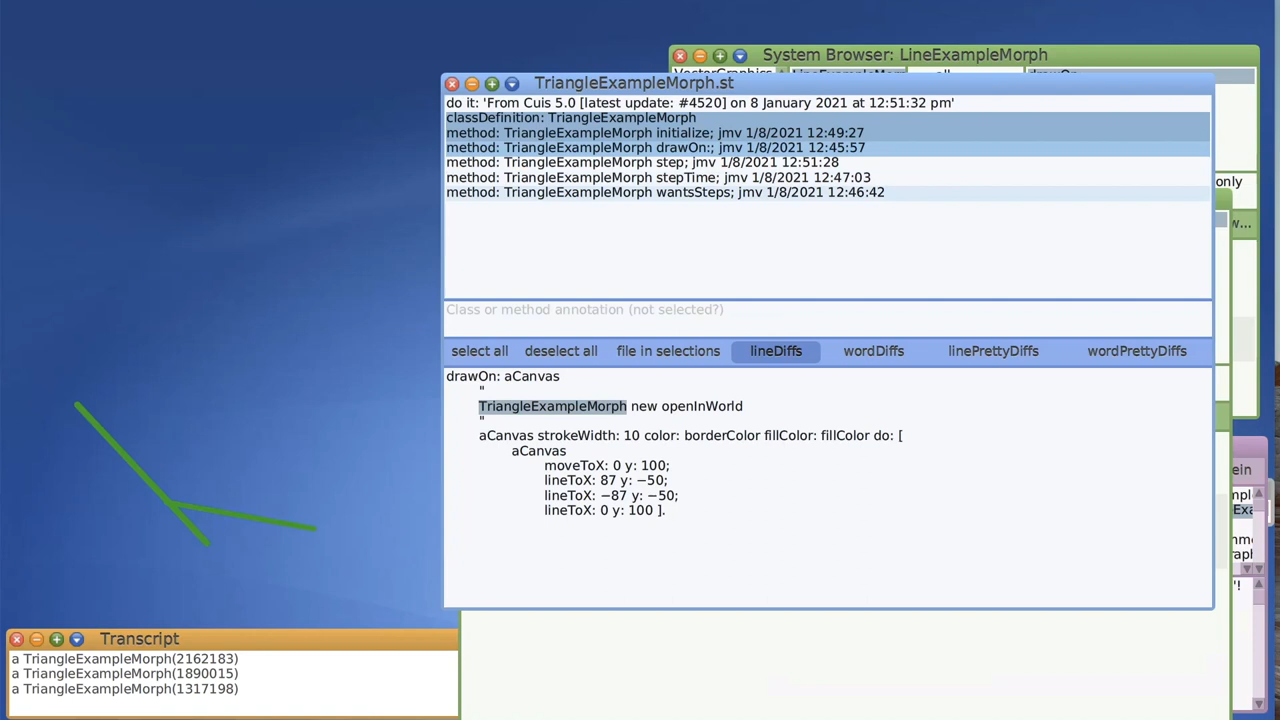 System Browser: LineExampleMorph
TriangleExampleMorph.st
do it: 'From Cuis 5.0 [latest update: #4520] on 8 January 2021 at 12:51:32 pm'
classDefinition: TriangleExampleMorph
method: TriangleExampleMorph initialize; jmv 1/8/2021 12:49:27
method: TriangleExampleMorph drawOn:; jmv 1/8/2021 12:45:57
method: TriangleExampleMorph step; jmv 1/8/2021 12:51:28
method: TriangleExampleMorph stepTime; jmv 1/8/2021 12:47:03
method: TriangleExampleMorph wantsSteps; jmv 1/8/2021 12:46:42
only
w...
Class or method annotation (not selected?)
select all deselect all file in selections lineDiffs wordDiffs linePrettyDiffs wordPrettyDiffs
drawOn: aCanvas
"
TriangleExampleMorph new openInWorld
"
aCanvas strokeWidth: 10 color: borderColor fillColor: fillColor do: [
aCanvas
moveToX: 0 y: 100;
lineToX: 87 y: −50;
lineToX: −87 y: −50;
lineToX: 0 y: 100 ].
ein
Transcript
a TriangleExampleMorph(2162183)
a TriangleExampleMorph(1890015)
a TriangleExampleMorph(1317198)